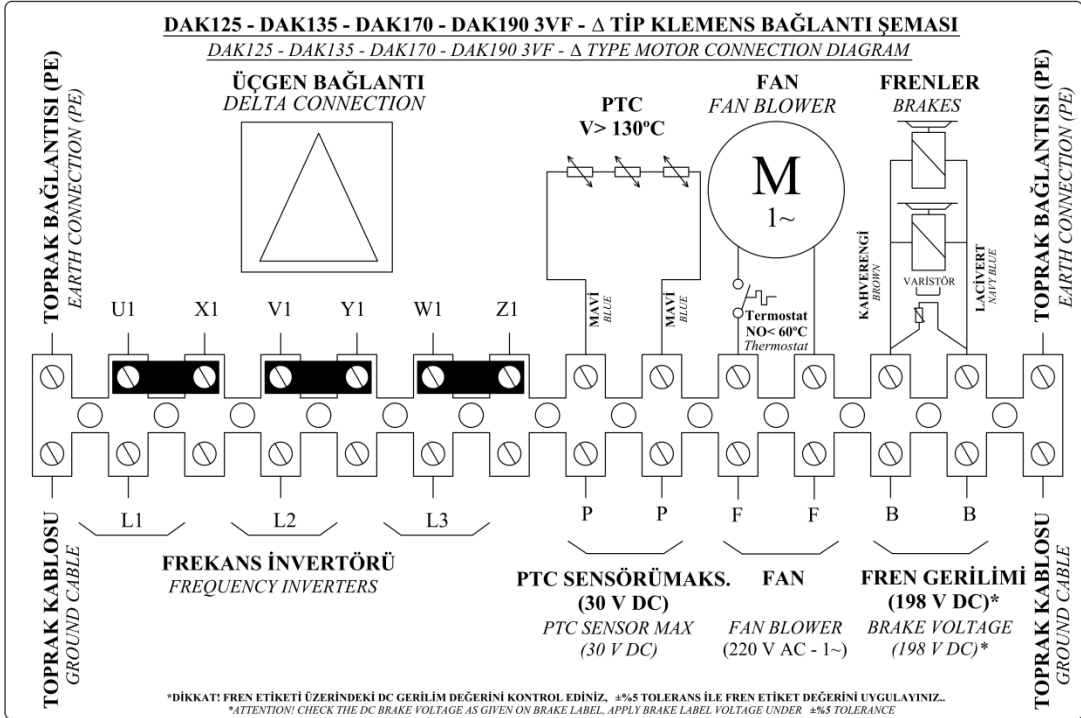 DAK125 - DAK135 - DAK170 - DAK190 3VF - Δ TİP KLEMENS BAĞLANTI ŞEMASI
DAK125 - DAK135 - DAK170 - DAK190 3VF - Δ TYPE MOTOR CONNECTION DIAGRAM
TOPRAK BAĞLANTISI (PE)
EARTH CONNECTION (PE)
ÜÇGEN BAĞLANTI
DELTA CONNECTION
PTC
V> 130ºC
FAN
FAN BLOWER
M
1~
FRENLER
BRAKES
TOPRAK BAĞLANTISI (PE)
EARTH CONNECTION (PE)
MAVİ
BLUE
MAVİ
BLUE
Termostat
NO< 60ºC
Thermostat
KAHVERENGİ
BROWN
VARİSTÖR
LACİVERT
NAVY BLUE
U1 X1 V1 Y1 W1 Z1
L1 L2 L3 P P F F B B
TOPRAK KABLOSU
GROUND CABLE
FREKANS İNVERTÖRÜ
FREQUENCY INVERTERS
PTC SENSÖRÜMAKS.
(30 V DC)
PTC SENSOR MAX
(30 V DC)
FAN
FAN BLOWER
(220 V AC - 1~)
FREN GERİLİMİ
(198 V DC)*
BRAKE VOLTAGE
(198 V DC)*
TOPRAK KABLOSU
GROUND CABLE
*DİKKAT! FREN ETİKETİ ÜZERİNDEKİ DC GERİLİM DEĞERİNİ KONTROL EDİNİZ, ±%5 TOLERANS İLE FREN ETİKET DEĞERİNİ UYGULAYINIZ..
*ATTENTION! CHECK THE DC BRAKE VOLTAGE AS GIVEN ON BRAKE LABEL, APPLY BRAKE LABEL VOLTAGE UNDER ±%5 TOLERANCE